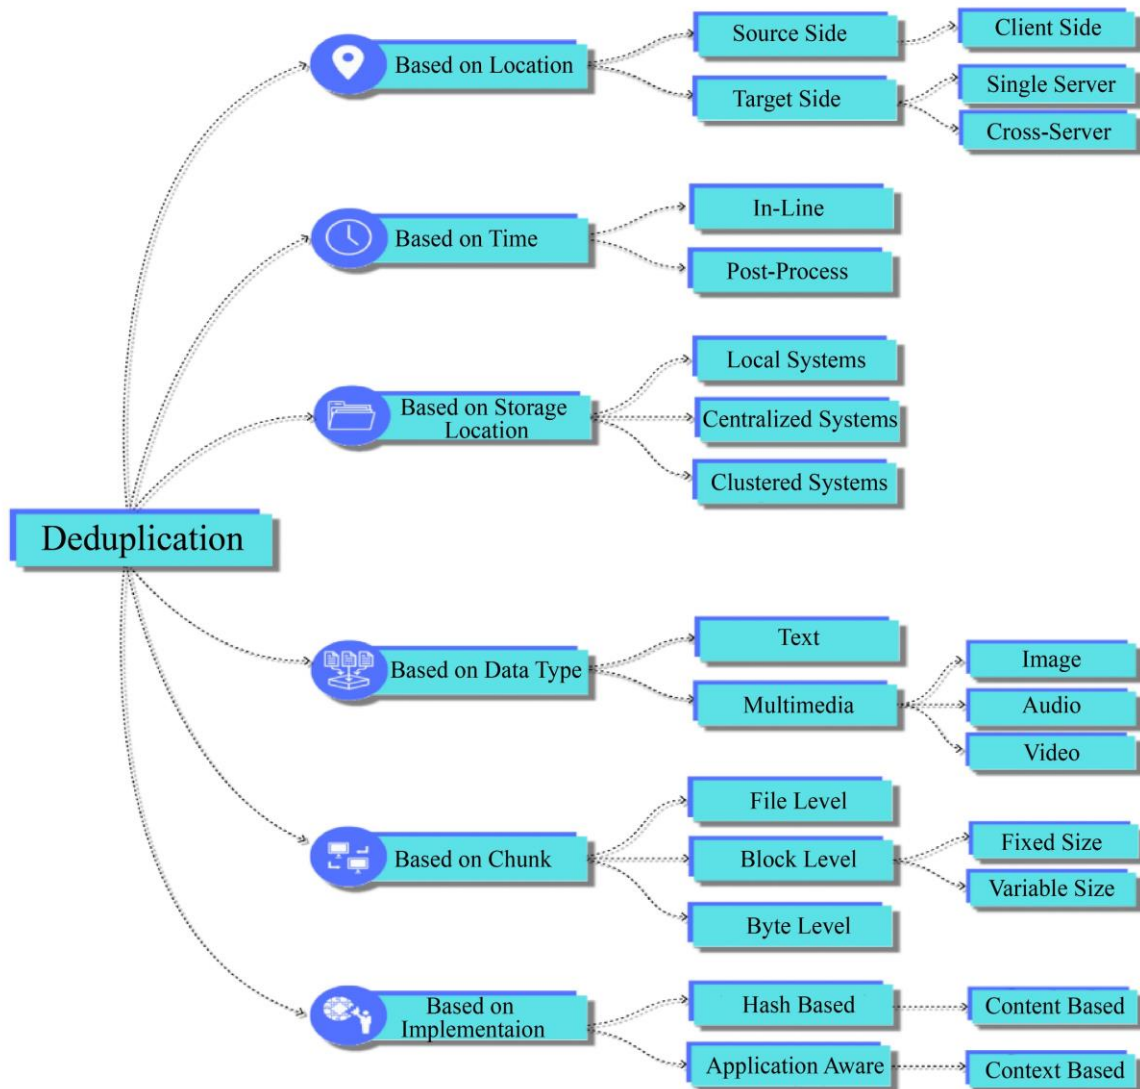 Source Side
Client Side
Based on Location
Target Side
Single Server
Cross-Server
In-Line
Based on Time
Post-Process
Local Systems
Based on Storage
Location
Centralized Systems
Clustered Systems
Deduplication
Text
Image
Based on Data Type
Multimedia
Audio
Video
File Level
Fixed Size
Based on Chunk
Block Level
Variable Size
Byte Level
Based on
Implementaion
Hash Based
Content Based
Application Aware
Context Based